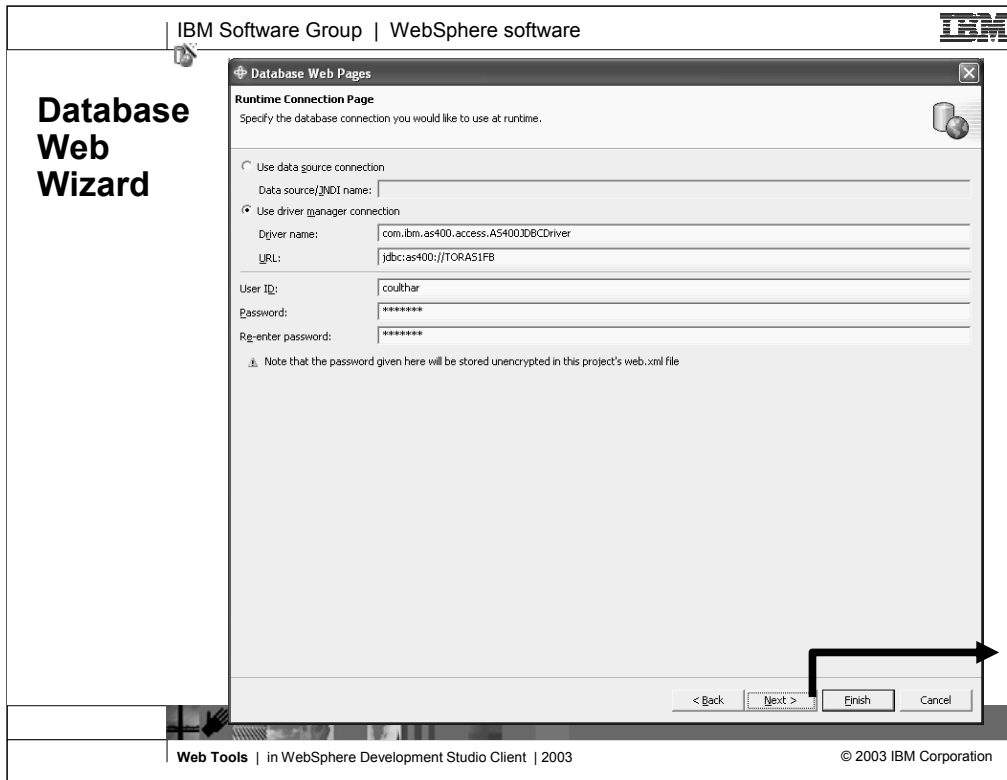 IBM Software Group | WebSphere software
IBM
Database
Web
Wizard
Database Web Pages
Runtime Connection Page
Specify the database connection you would like to use at runtime.
Use data source connection
Data source/JNDI name:
Use driver manager connection
Driver name: com.ibm.as400.access.AS400JDBCDriver
URL: jdbc:as400://TORAS1FB
User ID: coulthar
Password: *******
Re-enter password: *******
Note that the password given here will be stored unencrypted in this project's web.xml file
< Back Next > Finish Cancel
Web Tools | in WebSphere Development Studio Client | 2003 © 2003 IBM Corporation